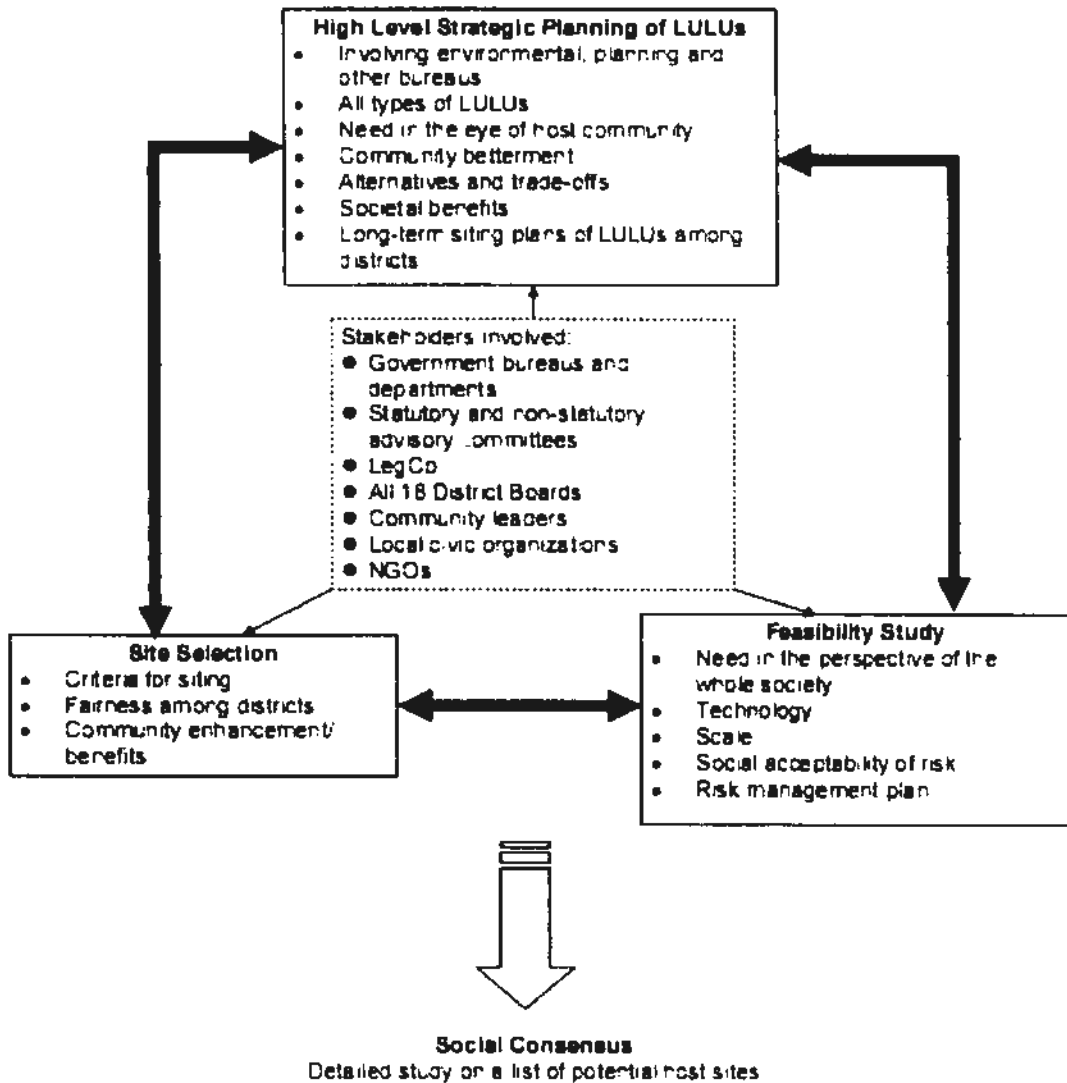 High Level Strategic Planning of LULUs
• Involving environmental, planning and
other bureaus
• All types of LULUs
• Need in the eye of host community
• Community betterment
• Alternatives and trade-offs
• Societal benefits
• Long-term siting plans of LULUs among
districts
Stakeholders involved:
● Government bureaus and
departments
● Statutory and non-statutory
advisory committees
● LegCo
● All 18 District Boards
● Community leaders
● Local civic organizations
● NGOs
Site Selection
• Criteria for siting
• Fairness among districts
• Community enhancement/
benefits
Feasibility Study
• Need in the perspective of the
whole society
• Technology
• Scale
• Social acceptability of risk
• Risk management plan
Social Consensus
Detailed study on a list of potential host sites